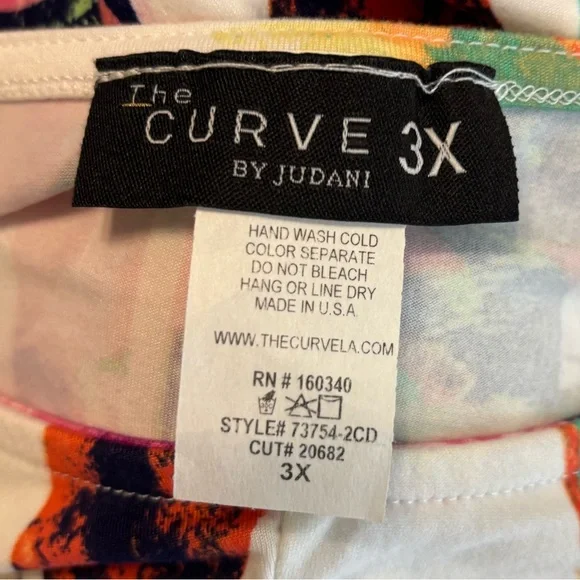 The
CURVE 3X
BY JUDANI
HAND WASH COLD
COLOR SEPARATE
DO NOT BLEACH
HANG OR LINE DRY
MADE IN U.S.A.
WWW.THECURVELA.COM
RN # 160340
STYLE# 73754-2CD
CUT# 20682
3X